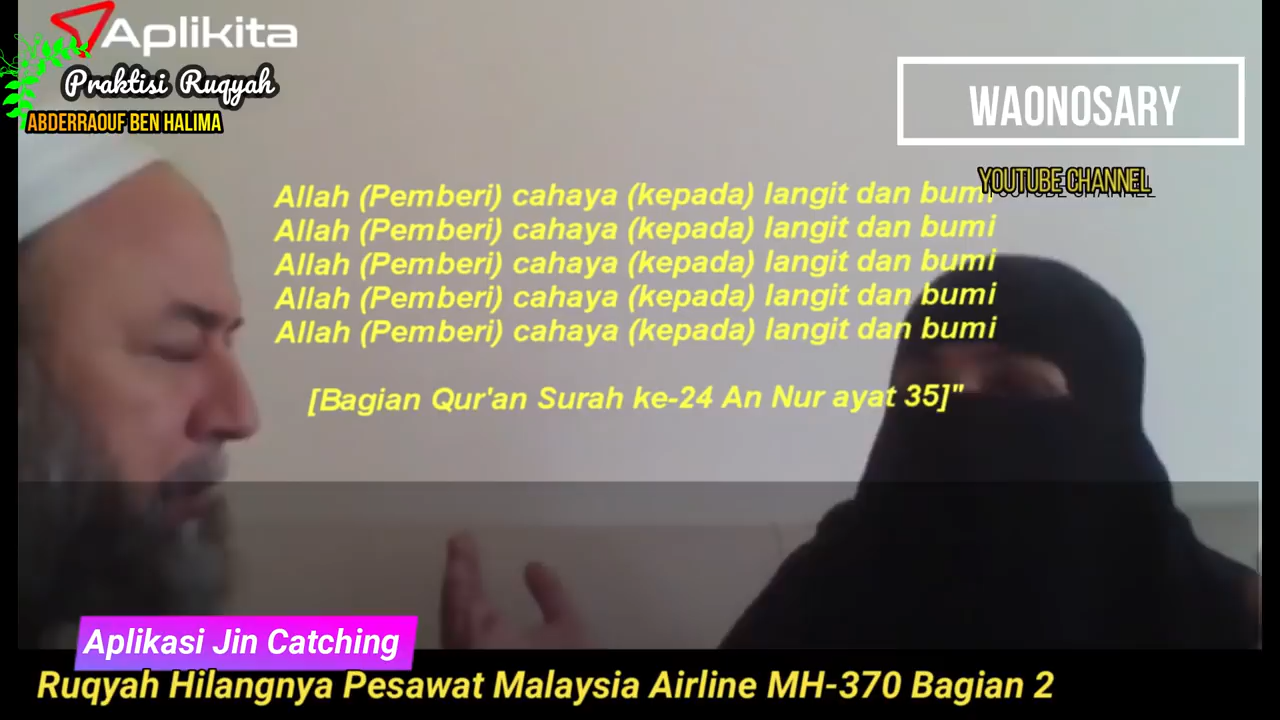 Aplikita
Praktisi Ruqyah
ABDERRAOUF BEN HALIMA
WAONOSARY
YOUTUBE CHANNEL
Allah (Pemberi) cahaya (kepada) langit dan bumi
Allah (Pemberi) cahaya (kepada) langit dan bumi
Allah (Pemberi) cahaya (kepada) langit dan bumi
Allah (Pemberi) cahaya (kepada) langit dan bumi
Allah (Pemberi) cahaya (kepada) langit dan bumi
[Bagian Qur'an Surah ke-24 An Nur ayat 35]"
Aplikasi Jin Catching
Ruqyah Hilangnya Pesawat Malaysia Airline MH-370 Bagian 2